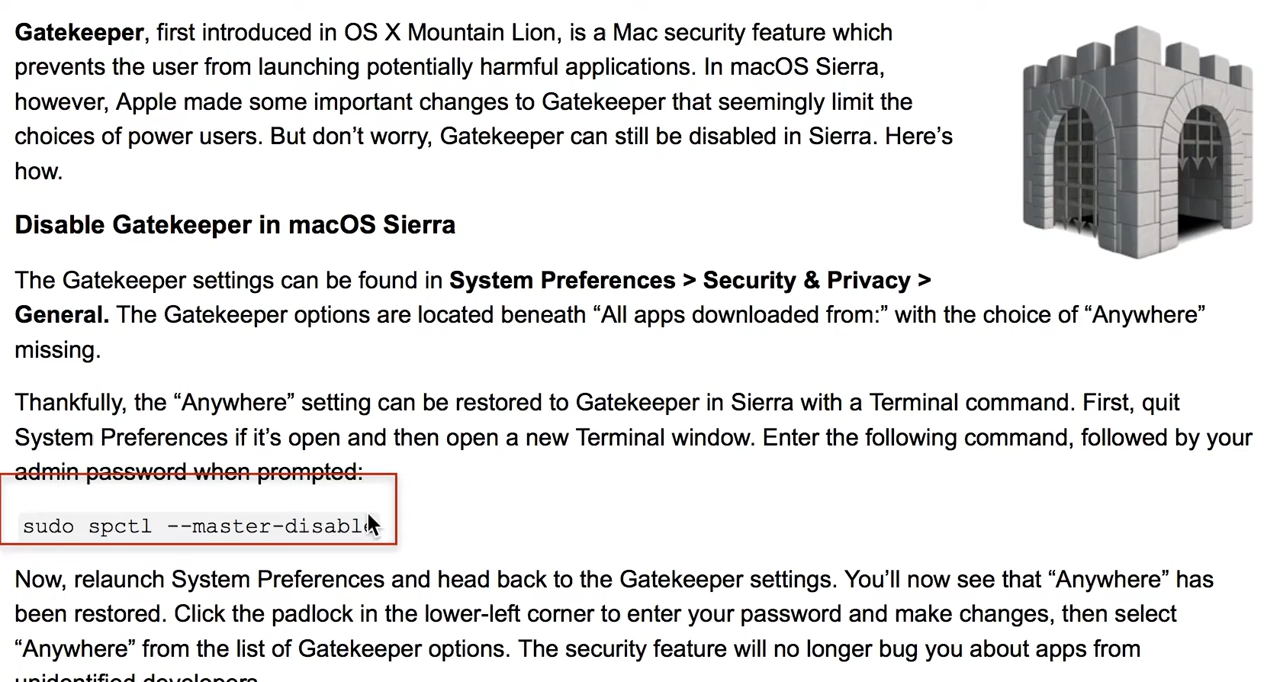 Gatekeeper, first introduced in OS X Mountain Lion, is a Mac security feature which
prevents the user from launching potentially harmful applications. In macOS Sierra,
however, Apple made some important changes to Gatekeeper that seemingly limit the
choices of power users. But don’t worry, Gatekeeper can still be disabled in Sierra. Here’s
how.
Disable Gatekeeper in macOS Sierra
The Gatekeeper settings can be found in System Preferences > Security & Privacy >
General. The Gatekeeper options are located beneath “All apps downloaded from:” with the choice of “Anywhere”
missing.
Thankfully, the “Anywhere” setting can be restored to Gatekeeper in Sierra with a Terminal command. First, quit
System Preferences if it’s open and then open a new Terminal window. Enter the following command, followed by your
admin password when prompted:
sudo spctl --master-disable
Now, relaunch System Preferences and head back to the Gatekeeper settings. You’ll now see that “Anywhere” has
been restored. Click the padlock in the lower-left corner to enter your password and make changes, then select
“Anywhere” from the list of Gatekeeper options. The security feature will no longer bug you about apps from
unidentified developers.